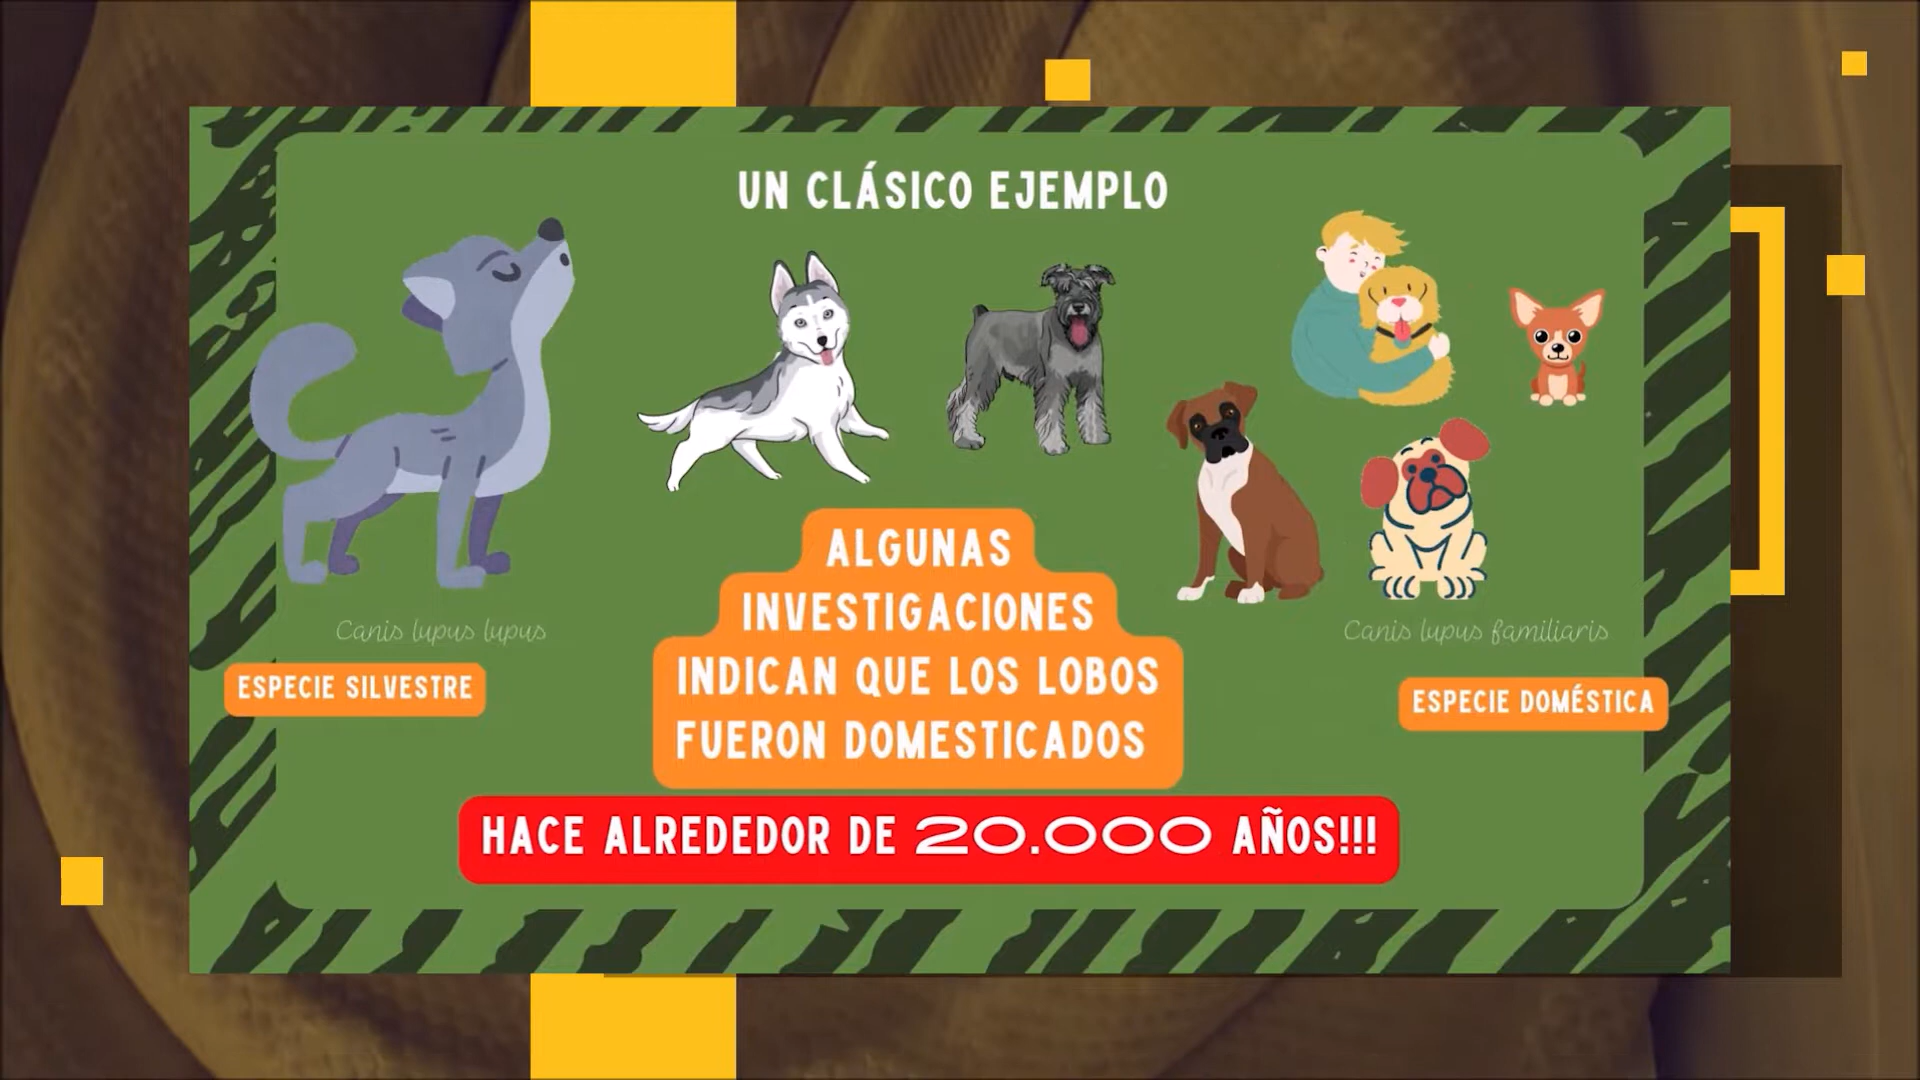 UN CLÁSICO EJEMPLO
Canis lupus lupus
ESPECIE SILVESTRE
ALGUNAS
INVESTIGACIONES
INDICAN QUE LOS LOBOS
FUERON DOMESTICADOS
HACE ALREDEDOR DE 20.000 AÑOS!!!
Canis lupus familiaris
ESPECIE DOMÉSTICA